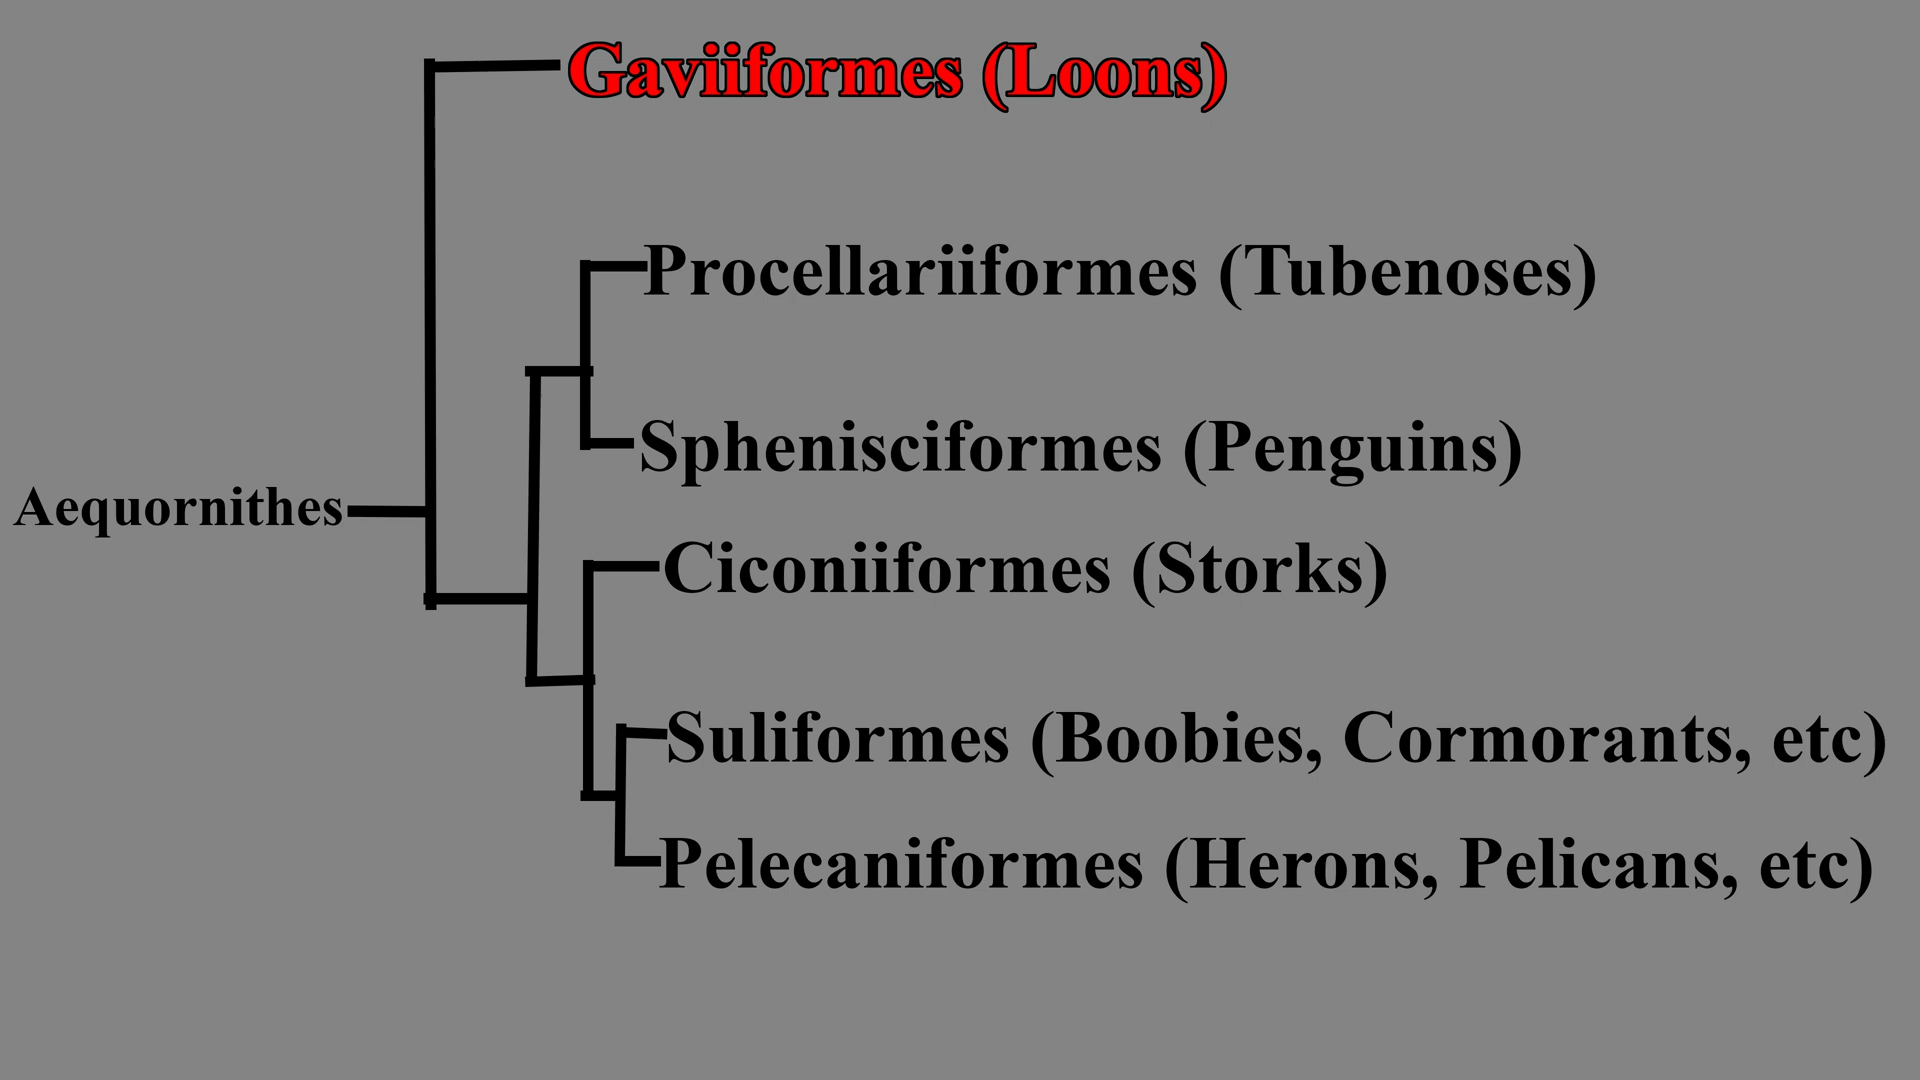 Gaviiformes (Loons)
Procellariiformes (Tubenoses)
Sphenisciformes (Penguins)
Aequornithes
Ciconiiformes (Storks)
Suliformes (Boobies, Cormorants, etc)
Pelecaniformes (Herons, Pelicans, etc)